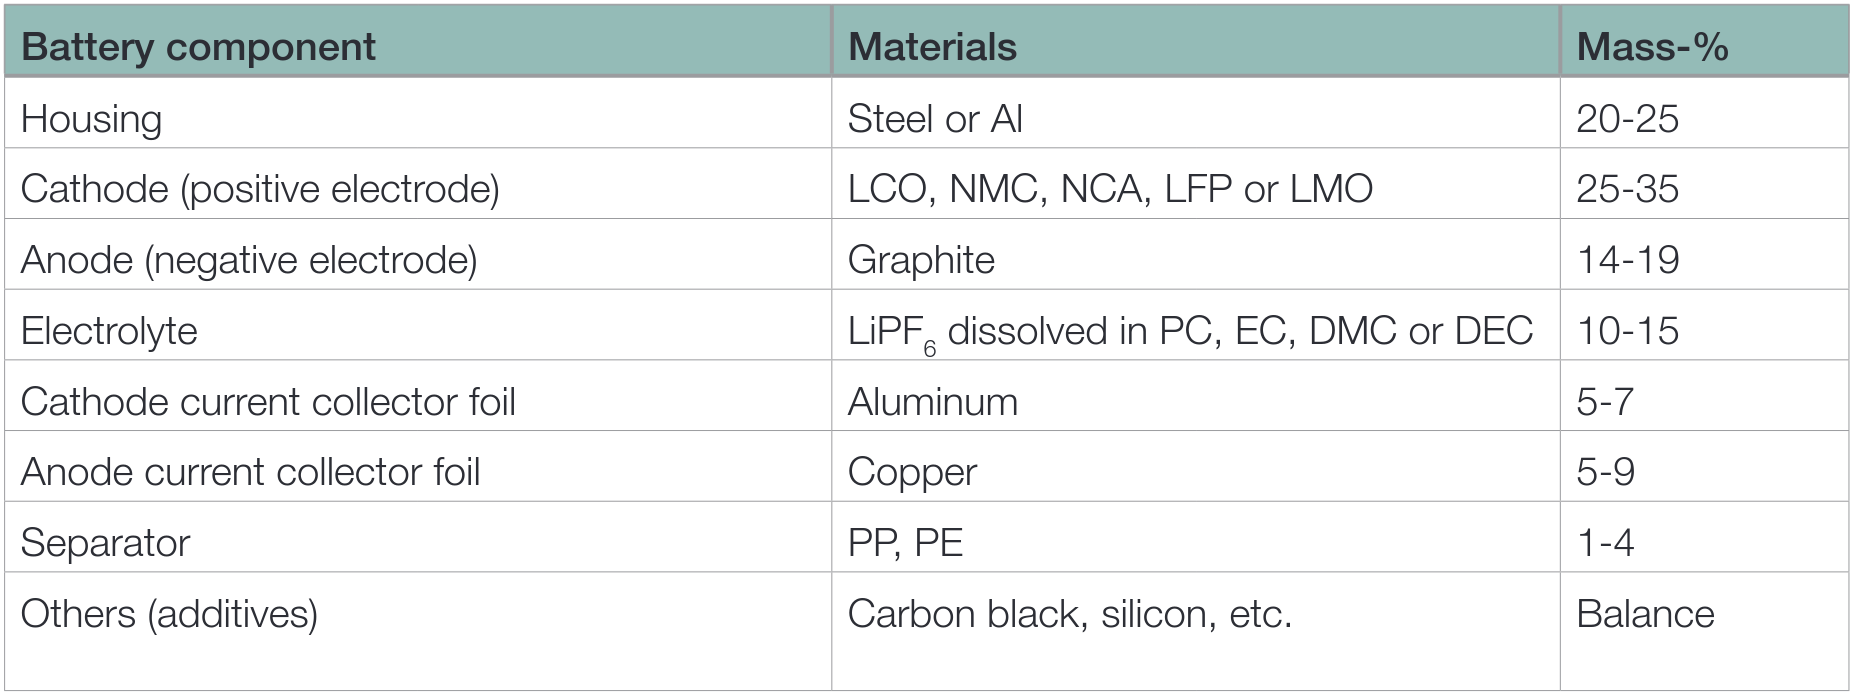 Battery component Materials Mass-%
Housing Steel or Al 20-25
Cathode (positive electrode) LCO, NMC, NCA, LFP or LMO 25-35
Anode (negative electrode) Graphite 14-19
Electrolyte LiPF6 dissolved in PC, EC, DMC or DEC 10-15
Cathode current collector foil Aluminum 5-7
Anode current collector foil Copper 5-9
Separator PP, PE 1-4
Others (additives) Carbon black, silicon, etc. Balance